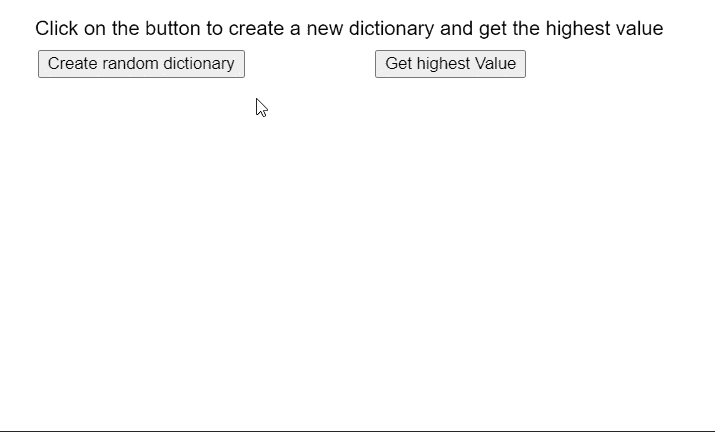 Click on the button to create a new dictionary and get the highest value
Create random dictionary Get highest Value